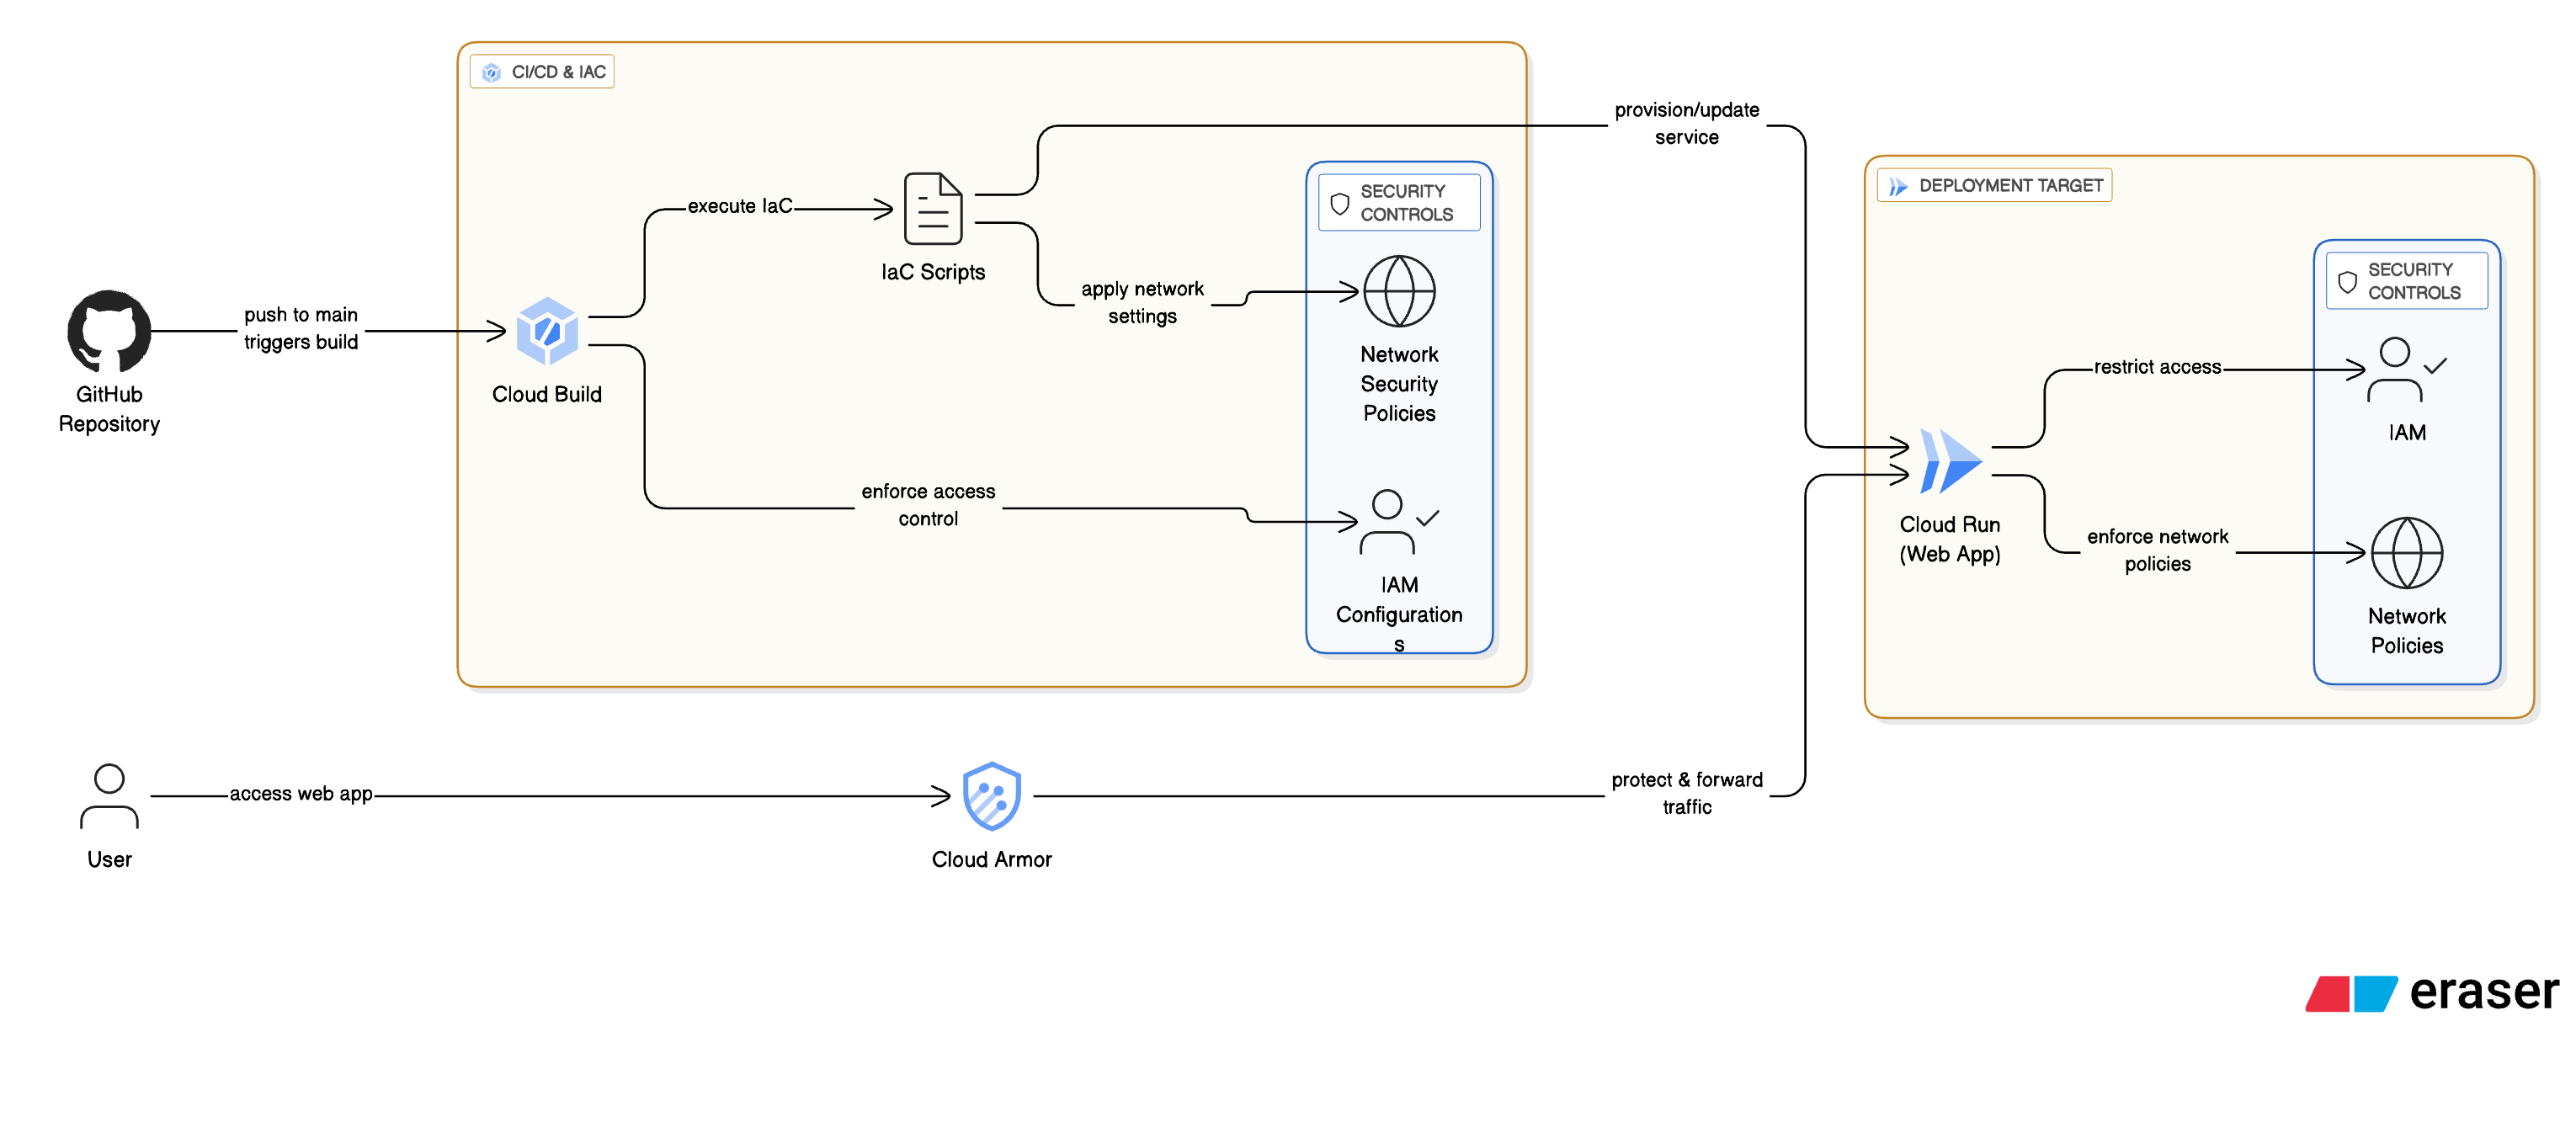 CI/CD & IAC
provision/update
service
SECURITY
CONTROLS
DEPLOYMENT TARGET
execute IaC
IaC Scripts
apply network
settings
SECURITY
CONTROLS
push to main
triggers build
GitHub
Repository
Cloud Build
Network
Security
Policies
restrict access
IAM
enforce access
control
Cloud Run
(Web App)
enforce network
policies
IAM
Configuration
s
Network
Policies
access web app
User
Cloud Armor
protect & forward
traffic
eraser